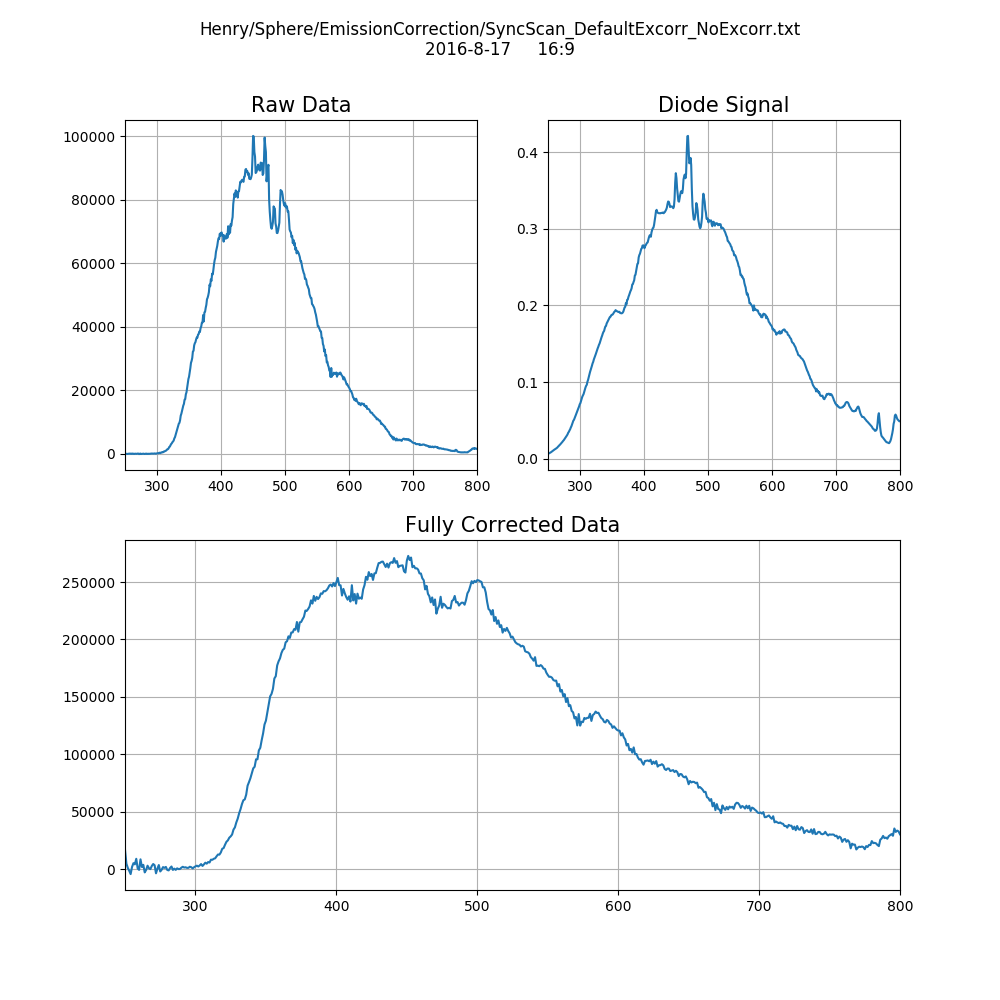 Henry/Sphere/EmissionCorrection/SyncScan_DefaultExcorr_NoExcorr.txt
2016-8-17 16:9
Raw Data
100000
80000
60000
40000
20000
0
300 400 500 600 700 800
Diode Signal
0.4
0.3
0.2
0.1
0.0
300 400 500 600 700 800
Fully Corrected Data
250000
200000
150000
100000
50000
0
300 400 500 600 700 800